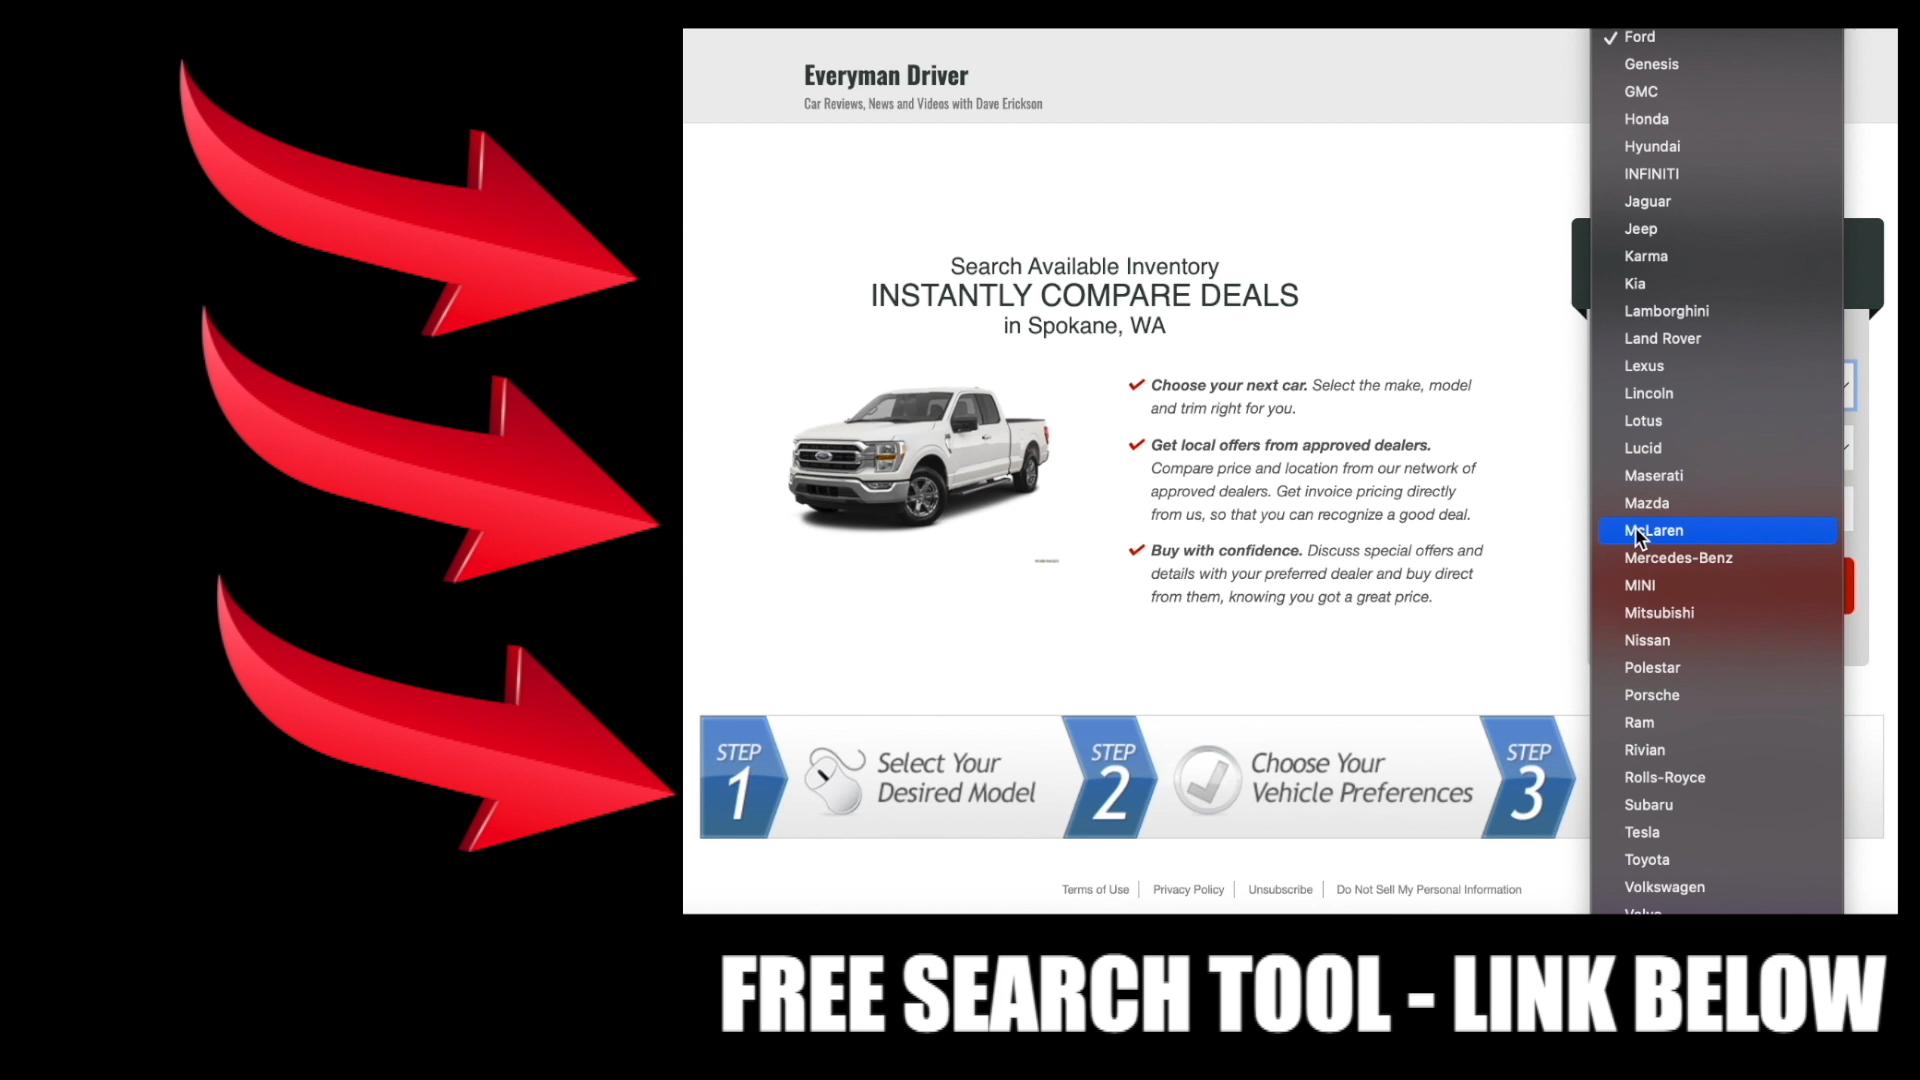 Everyman Driver
Car Reviews, News and Videos with Dave Erickson
Search Available Inventory
INSTANTLY COMPARE DEALS
in Spokane, WA
Choose your next car. Select the make, model
and trim right for you.
Get local offers from approved dealers.
Compare price and location from our network of
approved dealers. Get invoice pricing directly
from us, so that you can recognize a good deal.
Buy with confidence. Discuss special offers and
details with your preferred dealer and buy direct
from them, knowing you got a great price.
STEP
1
Select Your
Desired Model
STEP
2
Choose Your
Vehicle Preferences
STEP
3
Terms of Use
Privacy Policy
Unsubscribe
Do Not Sell My Personal Information
Ford
Genesis
GMC
Honda
Hyundai
INFINITI
Jaguar
Jeep
Karma
Kia
Lamborghini
Land Rover
Lexus
Lincoln
Lotus
Lucid
Maserati
Mazda
McLaren
Mercedes-Benz
MINI
Mitsubishi
Nissan
Polestar
Porsche
Ram
Rivian
Rolls-Royce
Subaru
Tesla
Toyota
Volkswagen
Volvo
FREE SEARCH TOOL - LINK BELOW